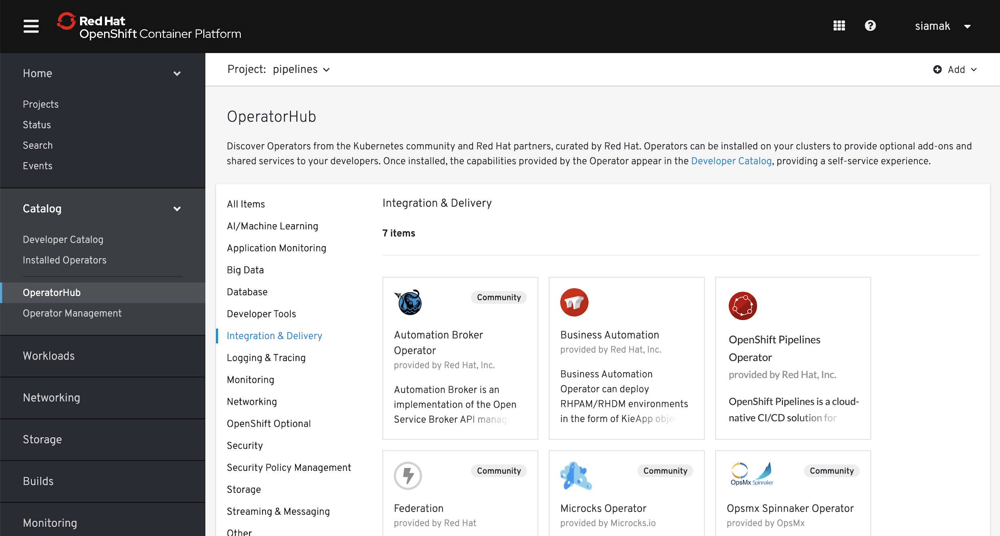 Red Hat
OpenShift Container Platform
siamak
Home
Projects
Status
Search
Events
Catalog
Developer Catalog
Installed Operators
OperatorHub
Operator Management
Workloads
Networking
Storage
Builds
Monitoring
Project: pipelines
Add
OperatorHub
Discover Operators from the Kubernetes community and Red Hat partners, curated by Red Hat. Operators can be installed on your clusters to provide optional add-ons and
shared services to your developers. Once installed, the capabilities provided by the Operator appear in the Developer Catalog, providing a self-service experience.
All Items
AI/Machine Learning
Application Monitoring
Big Data
Database
Developer Tools
Integration & Delivery
Logging & Tracing
Monitoring
Networking
OpenShift Optional
Security
Security Policy Management
Storage
Streaming & Messaging
Other
Integration & Delivery
7 items
Community
Automation Broker
Operator
provided by Red Hat, Inc.
Automation Broker is an
implementation of the Open
Service Broker API manag
Business Automation
provided by Red Hat, Inc.
Business Automation
Operator can deploy
RHPAM/RHDM environments
in the form of KieApp obje
OpenShift Pipelines
Operator
provided by Red Hat, Inc.
OpenShift Pipelines is a cloud-
native CI/CD solution for
Community
Federation
provided by Red Hat
Community
Microcks Operator
provided by Microcks.io
OpsMx Spinnaker
Community
Opsmx Spinnaker Operator
provided by OpsMx